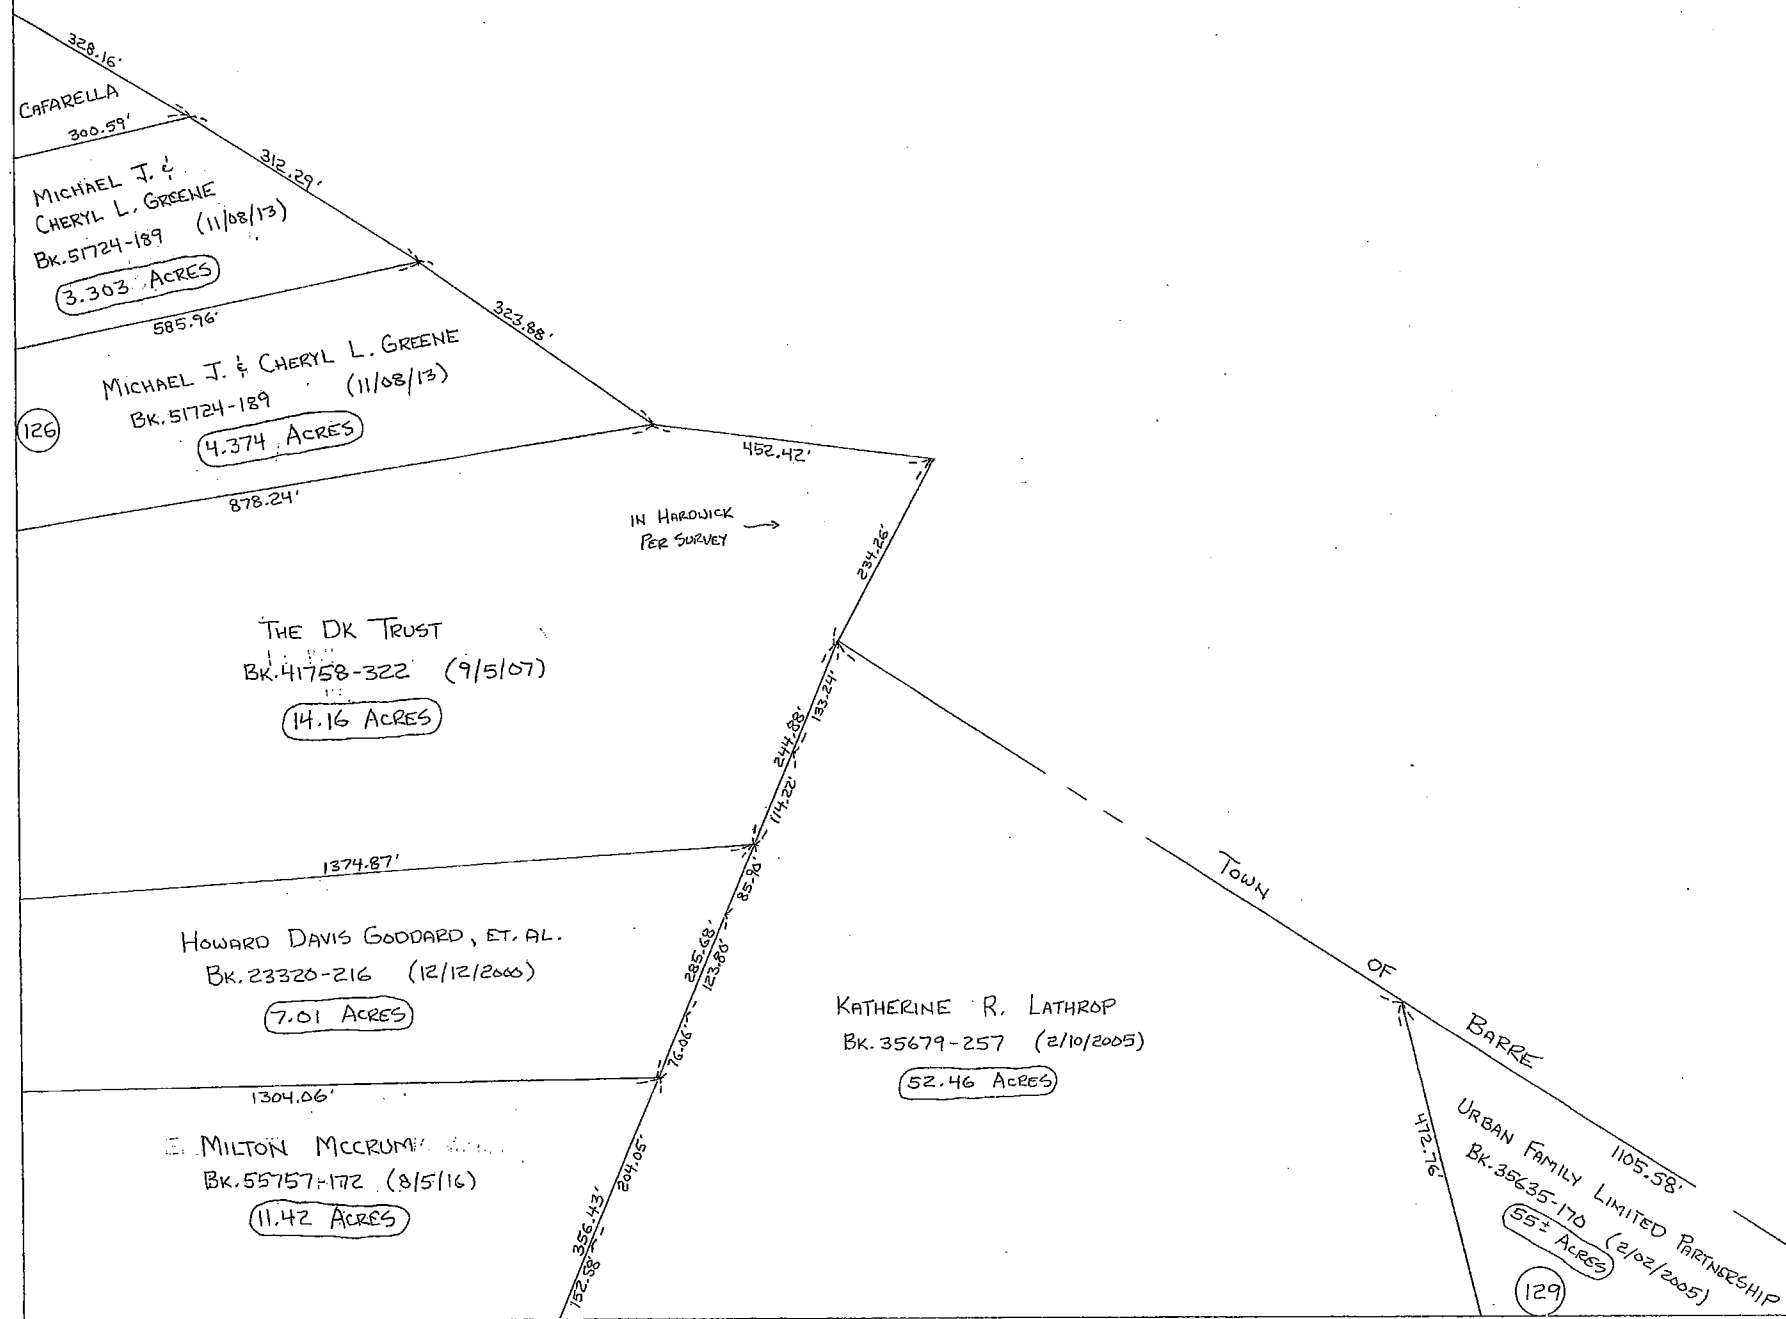 328.16'
CAFARELLA
300.59'
312.29'
MICHAEL J. &
CHERYL L. GREENE
BK.51724-189 (11/08/13)
3.303 ACRES
585.96'
323.88'
MICHAEL J. & CHERYL L. GREENE
BK.51724-189 (11/08/13)
4.374 ACRES
126
452.42'
878.24'
IN HARDWICK
PER SURVEY
234.26'
THE DK TRUST
BK.41758-322 (9/5/07)
14.16 ACRES
133.24'
244.88'
114.22'
1374.87'
85.90'
HOWARD DAVIS GODDARD, ET. AL.
BK.23320-216 (12/12/2000)
7.01 ACRES
285.68'
123.80'
76.06'
1304.06'
MILTON MCCRUM
BK.55757-172 (8/5/16)
11.42 ACRES
204.05'
356.43'
152.58'
KATHERINE R. LATHROP
BK.35679-257 (2/10/2005)
52.46 ACRES
TOWN
OF
BARRE
472.76'
1105.58'
URBAN FAMILY LIMITED PARTNERSHIP
BK.35635-170 (2/02/2005)
55± ACRES
129